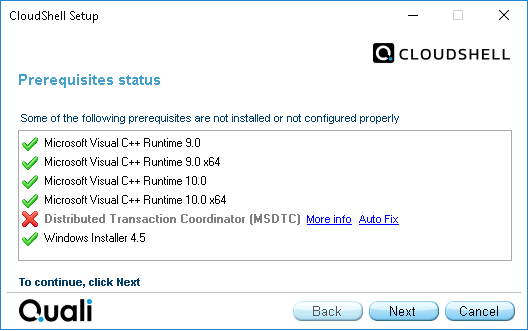 CloudShell Setup
CLOUDSHELL
Prerequisites status
Some of the following prerequisites are not installed or not configured properly
Microsoft Visual C++ Runtime 9.0
Microsoft Visual C++ Runtime 9.0 x64
Microsoft Visual C++ Runtime 10.0
Microsoft Visual C++ Runtime 10.0 x64
Distributed Transaction Coordinator (MSDTC) More info Auto Fix
Windows Installer 4.5
To continue, click Next
Quali Back Next Cancel